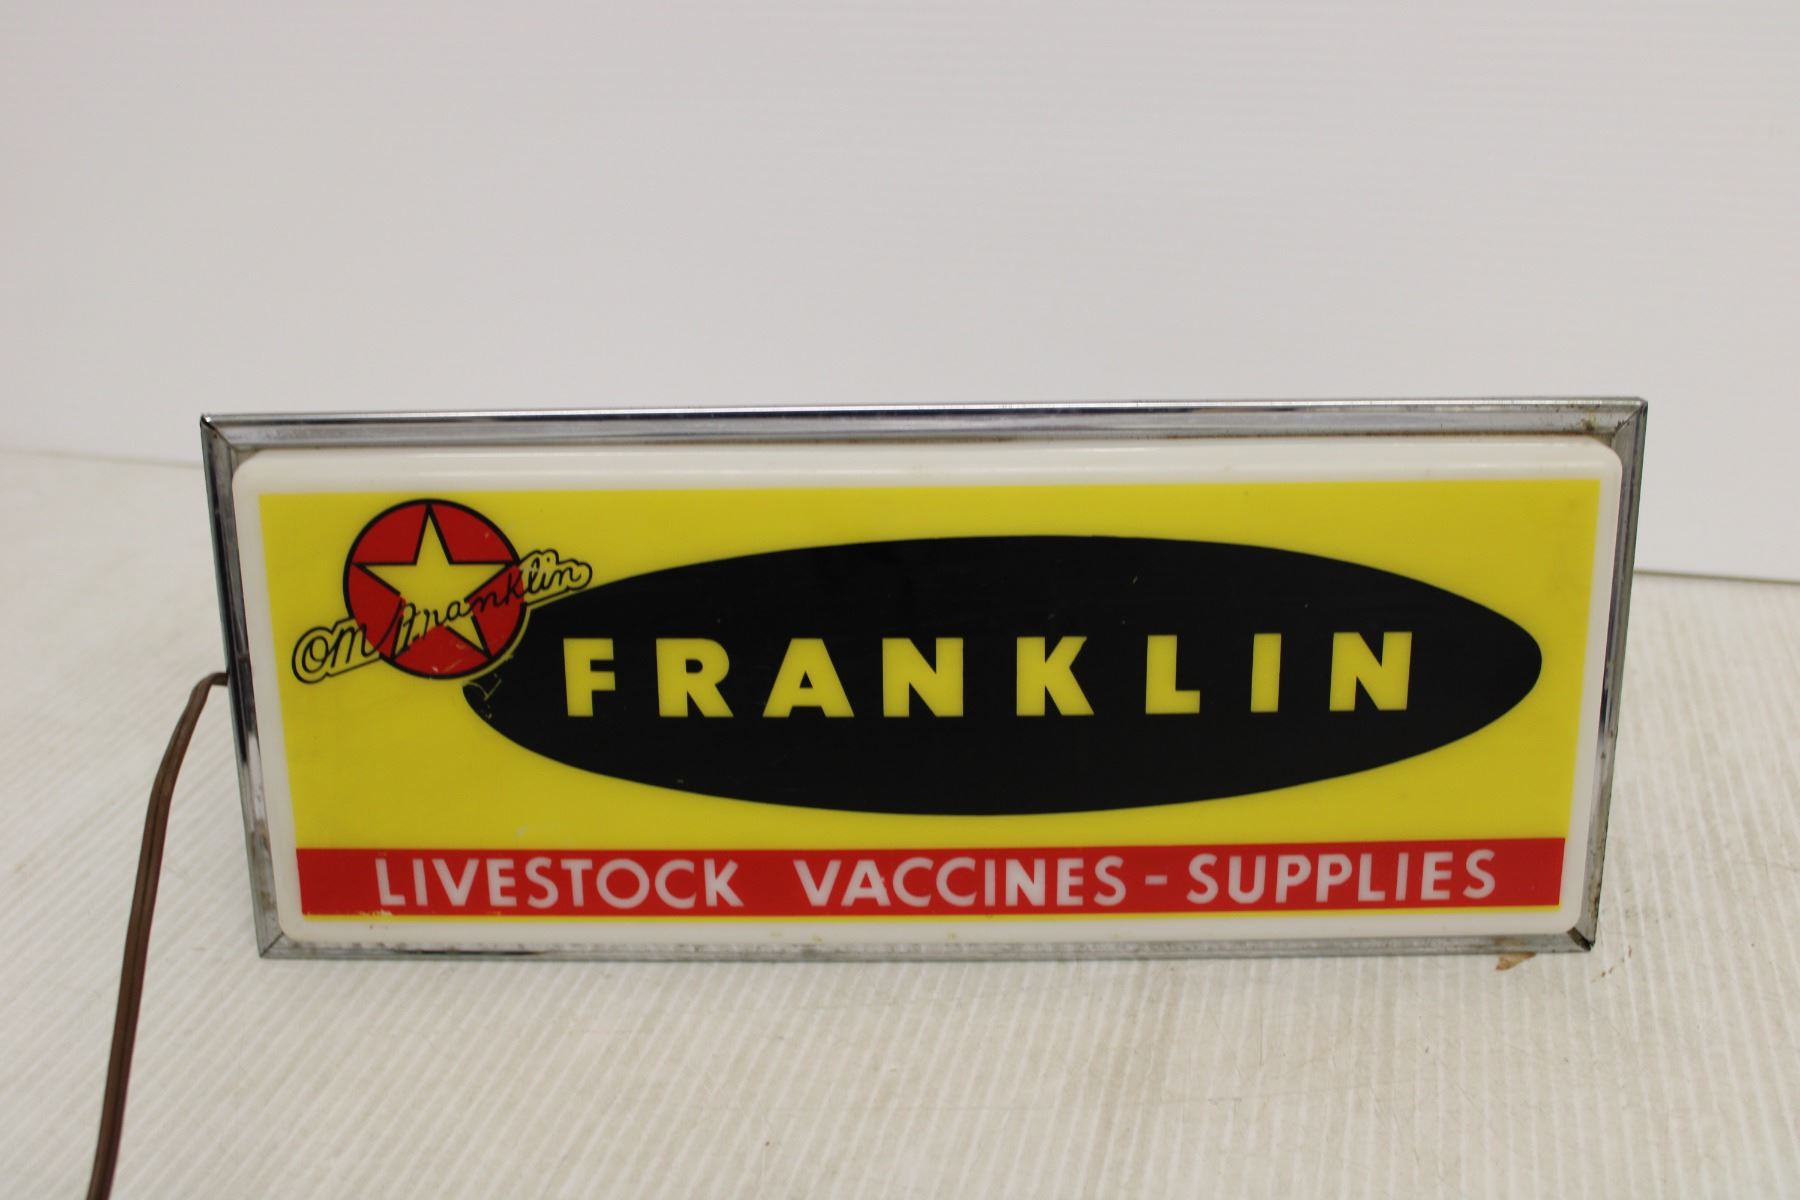 OM Franklin
FRANKLIN
LIVESTOCK VACCINES - SUPPLIES